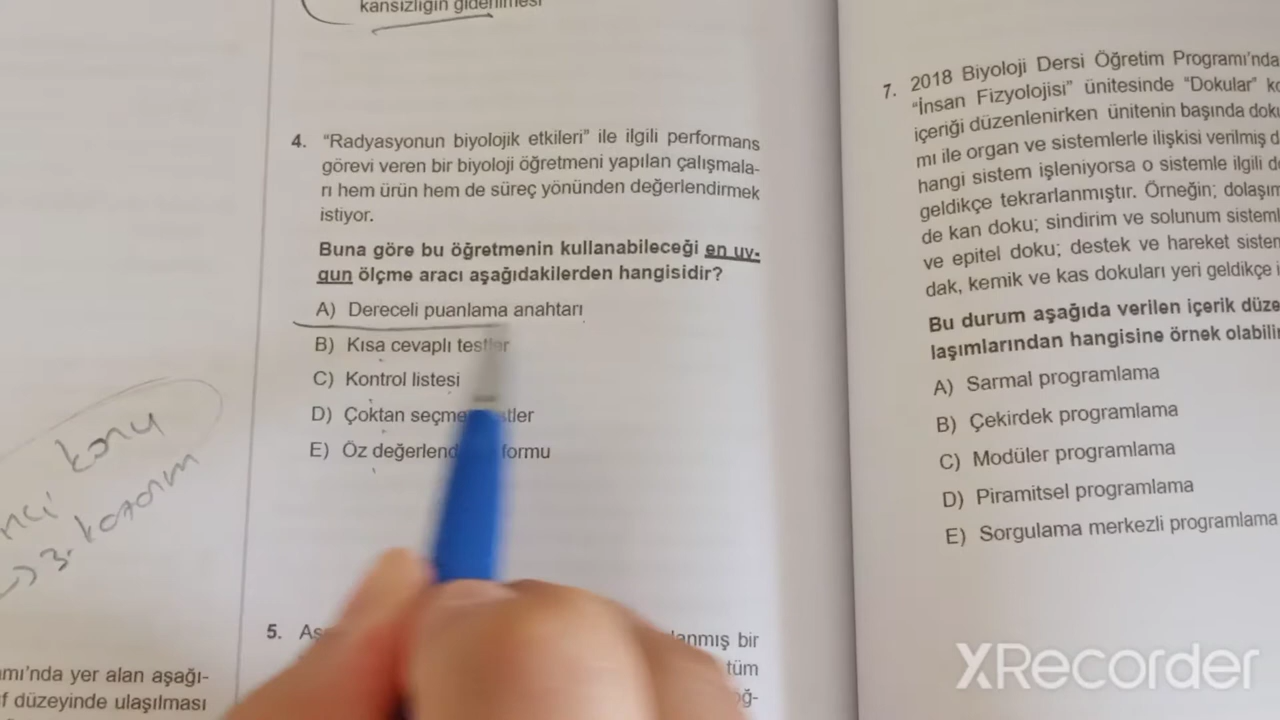 kansızlığın giderilmesi
4. “Radyasyonun biyolojik etkileri” ile ilgili performans
görevi veren bir biyoloji öğretmeni yapılan çalışmala-
rı hem ürün hem de süreç yönünden değerlendirmek
istiyor.
Buna göre bu öğretmenin kullanabileceği en uy-
gun ölçme aracı aşağıdakilerden hangisidir?
A) Dereceli puanlama anahtarı
B) Kısa cevaplı testler
C) Kontrol listesi
D) Çoktan seçme
E) Öz değerlend formu
5.
lanmış bir
tüm
oğ-
konu
3. kazanım
amı’nda yer alan aşağı-
f düzeyinde ulaşılması
7. 2018 Biyoloji Dersi Öğretim Programı’nda
“İnsan Fizyolojisi” ünitesinde “Dokular”
içeriği düzenlenirken ünitenin başında
mı ile organ ve sistemlerle ilişkisi verilmiş
hangi sistem işleniyorsa o sistemle ilgili
geldikçe tekrarlanmıştır. Örneğin; dolaşım
de kan doku; sindirim ve solunum
ve epitel doku; destek ve hareket
dak, kemik ve kas dokuları yeri geldikçe
Bu durum aşağıda verilen içerik
laşımlarından hangisine örnek
A) Sarmal programlama
B) Çekirdek programlama
C) Modüler programlama
D) Piramitsel programlama
E) Sorgulama merkezli programlama
XRecorder